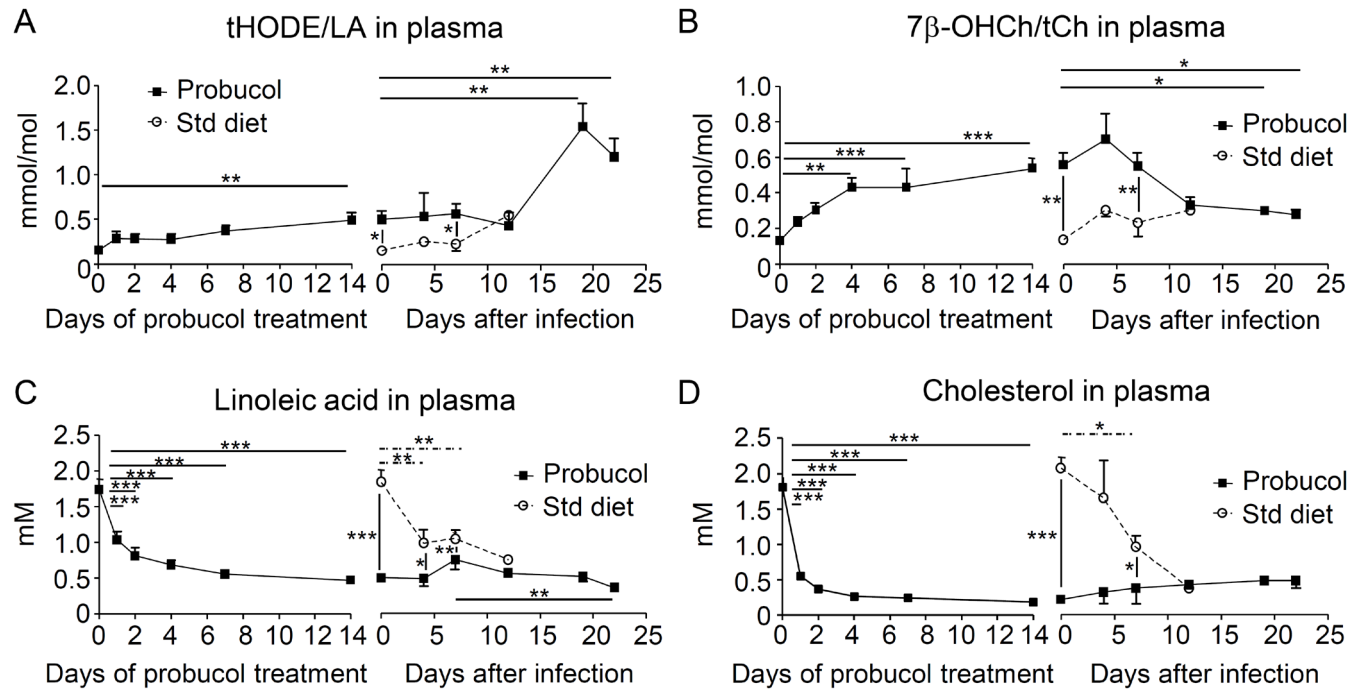 A
tHODE/LA in plasma
2.0
1.5
1.0
0.5
0
mmol/mol
Probucol
Std diet
**
**
**
*
*
0 2 4 6 8 10 12 14
0 5 10 15 20 25
Days of probucol treatment
Days after infection
B
7β-OHCh/tCh in plasma
1.0
0.8
0.6
0.4
0.2
0
mmol/mol
*
*
***
***
**
**
**
Probucol
Std diet
0 2 4 6 8 10 12 14
0 5 10 15 20 25
Days of probucol treatment
Days after infection
C
Linoleic acid in plasma
2.5
2.0
1.5
1.0
0.5
0
mM
***
***
***
***
***
**
**
***
*
**
**
Probucol
Std diet
0 2 4 6 8 10 12 14
0 5 10 15 20 25
Days of probucol treatment
Days after infection
D
Cholesterol in plasma
2.5
2.0
1.5
1.0
0.5
0
mM
***
***
***
***
***
*
***
*
Probucol
Std diet
0 2 4 6 8 10 12 14
0 5 10 15 20 25
Days of probucol treatment
Days after infection